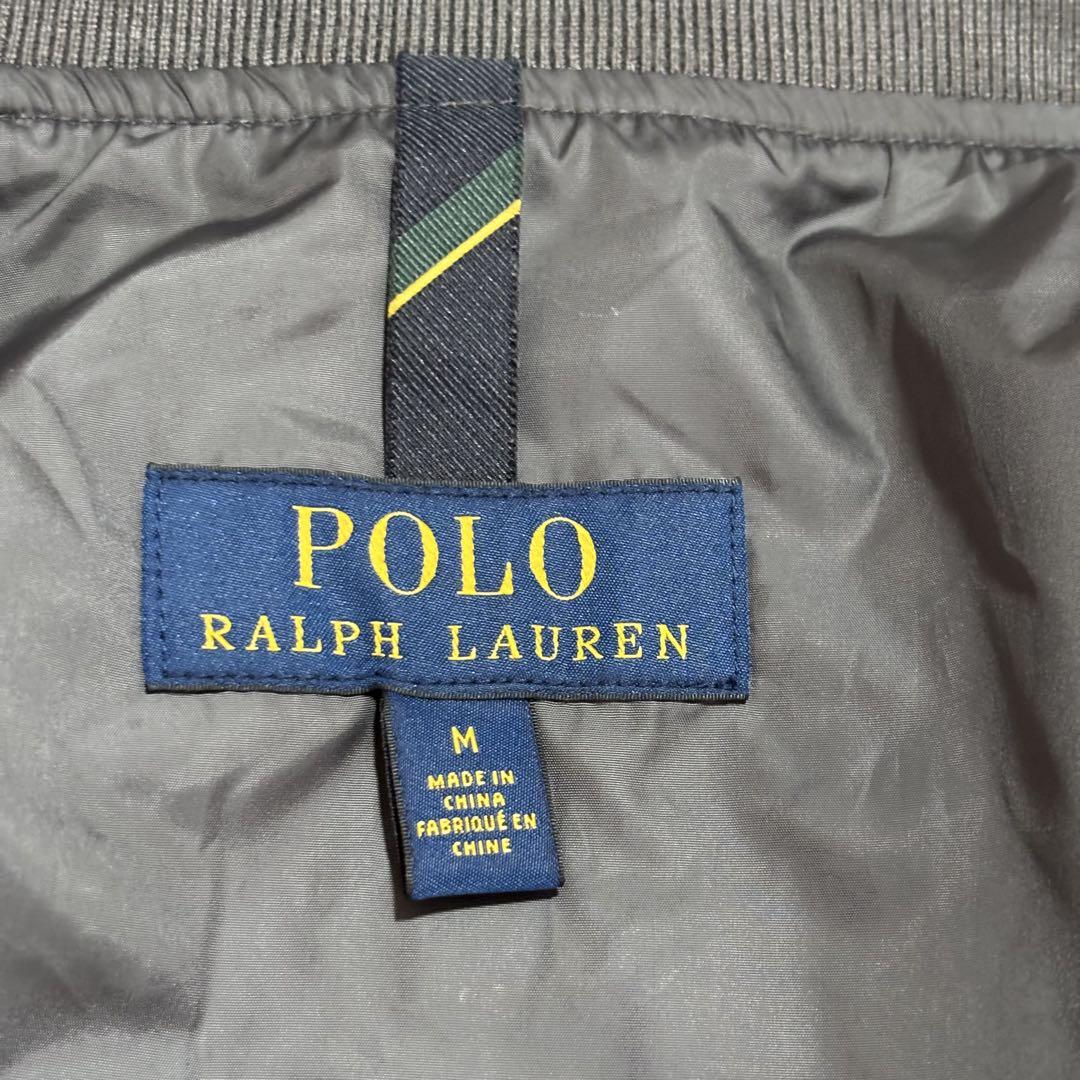 POLO
RALPH LAUREN
M
MADE IN
CHINA
FABRIQUÉ EN
CHINE